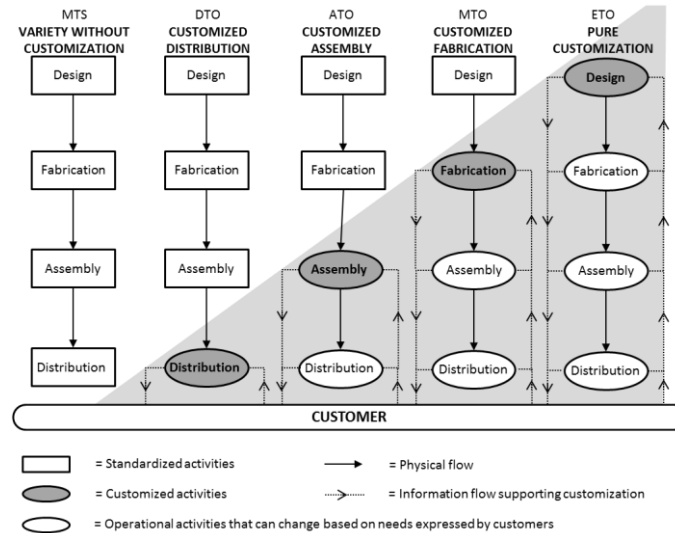 MTS
VARIETY WITHOUT
CUSTOMIZATION
DTO
CUSTOMIZED
DISTRIBUTION
ATO
CUSTOMIZED
ASSEMBLY
MTO
CUSTOMIZED
FABRICATION
ETO
PURE
CUSTOMIZATION
Design
Design
Design
Design
Design
Fabrication
Fabrication
Fabrication
Fabrication
Fabrication
Assembly
Assembly
Assembly
Assembly
Assembly
Distribution
Distribution
Distribution
Distribution
Distribution
CUSTOMER
= Standardized activities
= Physical flow
= Customized activities
= Information flow supporting customization
= Operational activities that can change based on needs expressed by customers